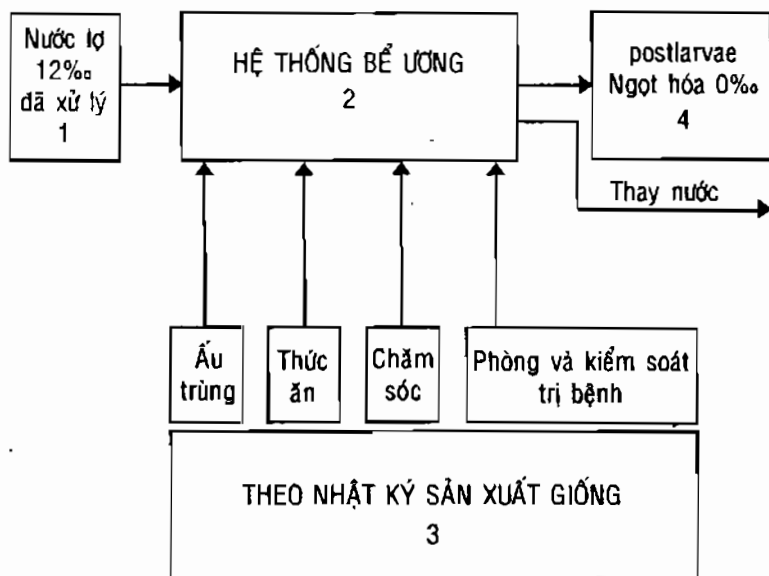 Nước lợ
12‰
đã xử lý
1
HỆ THỐNG BỂ ƯƠNG
2
postlarvae
Ngọt hóa 0‰
4
Thay nước
Ấu
trùng
Thức
ăn
Chăm
sóc
Phòng và kiểm soát
trị bệnh
THEO NHẬT KÝ SẢN XUẤT GIỐNG
3